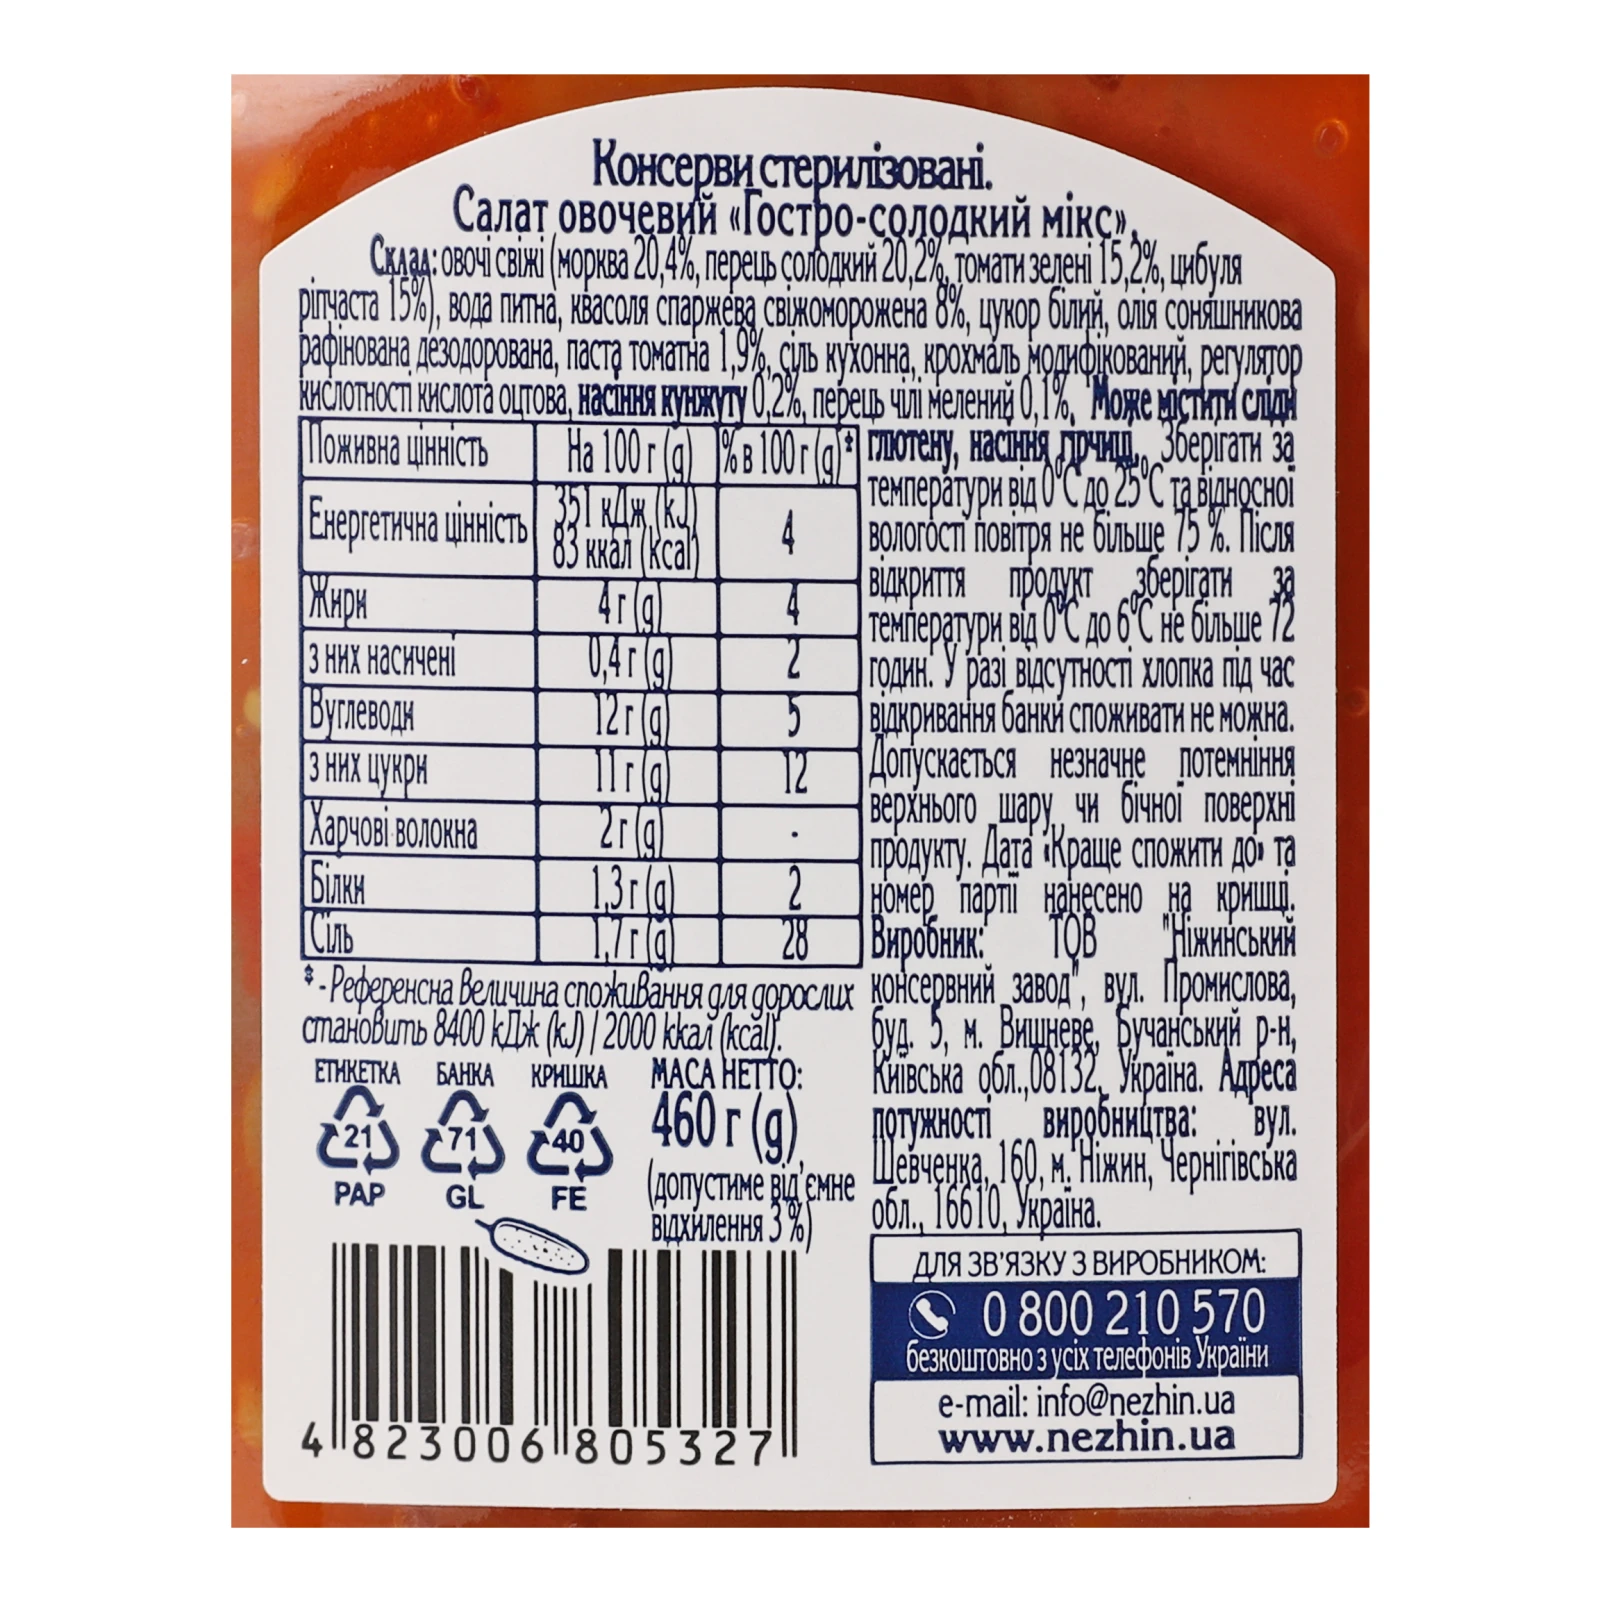 Консерви стерилізовані.
Салат овочевий «Гостро-солодкий мікс».
Склад: овочі свіжі (морква 20,4%, перець солодкий 20,2%, томати зелені 15,2%, цибуля
ріпчаста 15%), вода питна, квасоля спаржева свіжоморожена 8%, цукор білий, олія соняшникова
рафінована дезодорована, паста томатна 1,9%, сіль кухонна, крохмаль модифікований, регулятор
кислотності кислота оцтова, насіння кунжуту 0,2%, перець чілі мелений 0,1%. Може містити сліди
глютену, насіння гірчиці. Зберігати за
температури від 0°С до 25°С та відносної
вологості повітря не більше 75 %. Після
відкриття продукт зберігати за
температури від 0°С до 6°С не більше 72
годин. У разі відсутності хлопка під час
відкривання банки споживати не можна.
Допускається незначне потемніння
верхнього шару чи бічної поверхні
продукту. Дата «Краще спожити до» та
номер партії нанесено на кришці.
Виробник: ТОВ "Ніжинський
консервний завод", вул. Промислова,
буд. 5, м. Вишневе, Бучанський р-н,
Київська обл.,08132, Україна. Адреса
потужності виробництва: вул.
Шевченка, 160, м. Ніжин, Чернігівська
обл., 16610, Україна.
Поживна цінність На 100 г (g) % в 100 г (g)*
Енергетична цінність 351 кДж (kJ) 83 ккал (kcal) 4
Жири 4 г (g) 4
з них насичені 0,4 г (g) 2
Вуглеводи 12 г (g) 5
з них цукри 11 г (g) 12
Харчові волокна 2 г (g) -
Білки 1,3 г (g) 2
Сіль 1,7 г (g) 28
* - Референсна величина споживання для дорослих
становить 8400 кДж (kJ) / 2000 ккал (kcal).
ЕТИКЕТКА БАНКА КРИШКА
21 71 40
PAP GL FE
МАСА НЕТТО:
460 г (g)
(допустиме від'ємне
відхилення 3 %)
4 823006 805327
ДЛЯ ЗВ'ЯЗКУ З ВИРОБНИКОМ:
0 800 210 570
безкоштовно з усіх телефонів України
e-mail: info@nezhin.ua
www.nezhin.ua